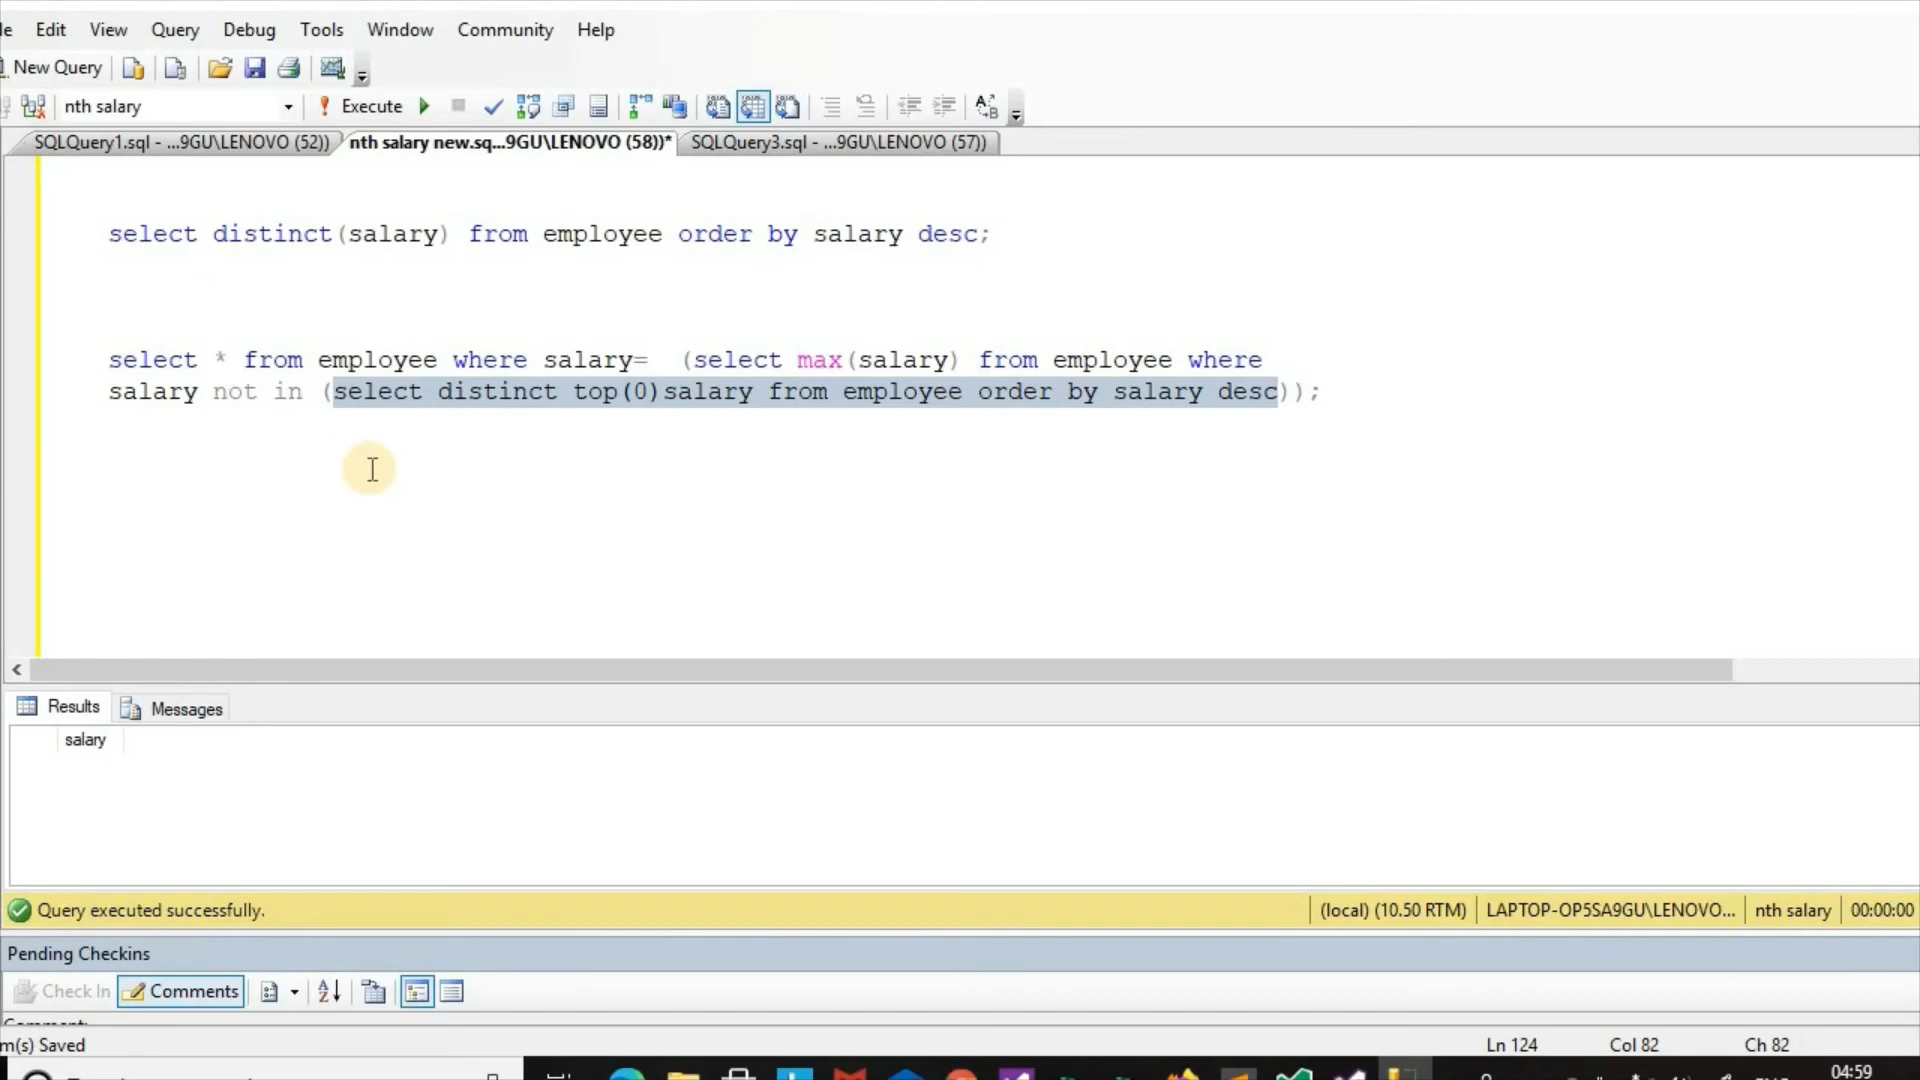 le Edit View Query Debug Tools Window Community Help
New Query
nth salary Execute
SQLQuery1.sql - ...9GU\LENOVO (52)) nth salary new.sq...9GU\LENOVO (58))* SQLQuery3.sql - ...9GU\LENOVO (57))
select distinct(salary) from employee order by salary desc;
select * from employee where salary= (select max(salary) from employee where
salary not in (select distinct top(0)salary from employee order by salary desc));
Results Messages
salary
Query executed successfully. (local) (10.50 RTM) LAPTOP-OP5SA9GU\LENOVO... nth salary 00:00:00
Pending Checkins
Check In Comments
m(s) Saved Ln 124 Col 82 Ch 82
04:59